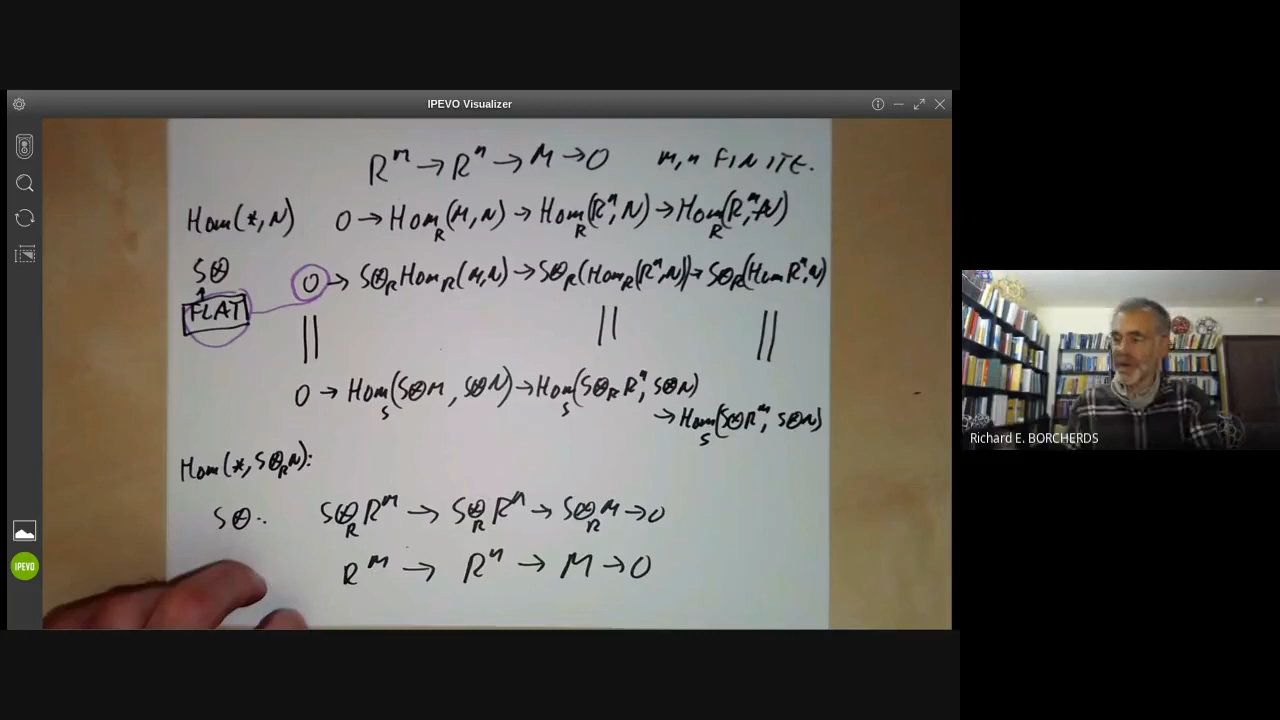 IPEVO Visualizer
R^m → R^n → M → 0 m, n FINITE.
Hom(*, N) 0 → Hom_R(M, N) → Hom_R(R^n, N) → Hom_R(R^m, N)
S⊗ 0 → S⊗_R Hom_R(M, N) → S⊗_R(Hom_R(R^n, N)) → S⊗_R(Hom R^m, N)
↑
FLAT
|| || ||
0 → Hom_S(S⊗M, S⊗N) → Hom_S(S⊗_R R^n, S⊗N)
→ Hom_S(S⊗R^m, S⊗N)
Hom(*, S⊗_R N):
S⊗.. S⊗_R R^m → S⊗_R R^n → S⊗_R M → 0
R^m → R^n → M → 0
Richard E. BORCHERDS
IPEVO